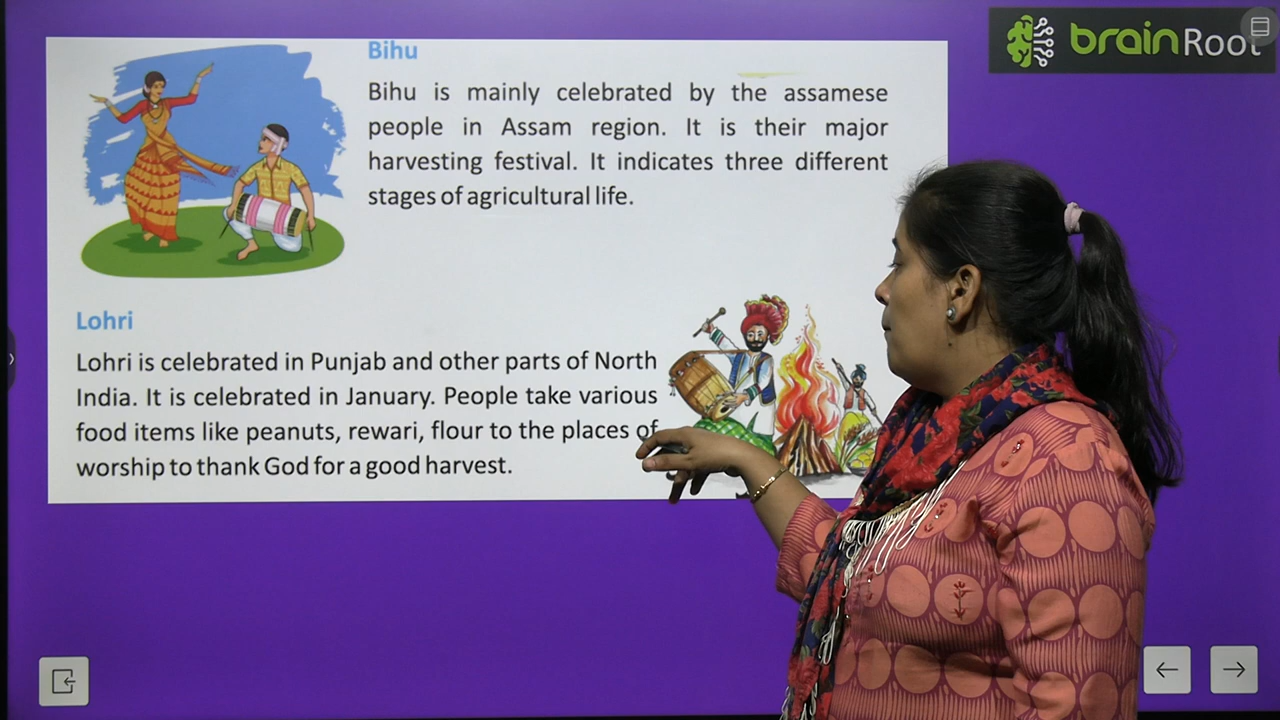 brainRoot
Bihu
Bihu is mainly celebrated by the assamese
people in Assam region. It is their major
harvesting festival. It indicates three different
stages of agricultural life.
Lohri
Lohri is celebrated in Punjab and other parts of North
India. It is celebrated in January. People take various
food items like peanuts, rewari, flour to the places of
worship to thank God for a good harvest.